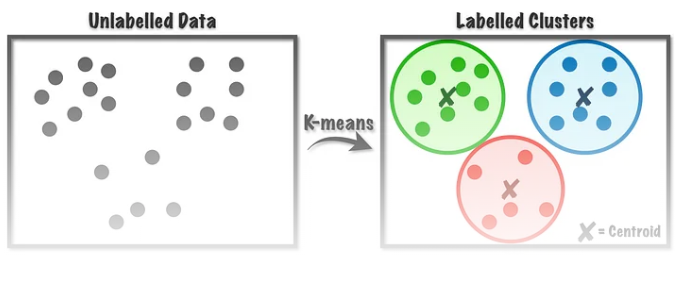 Unlabelled Data
Labelled Clusters
K-means
= Centroid